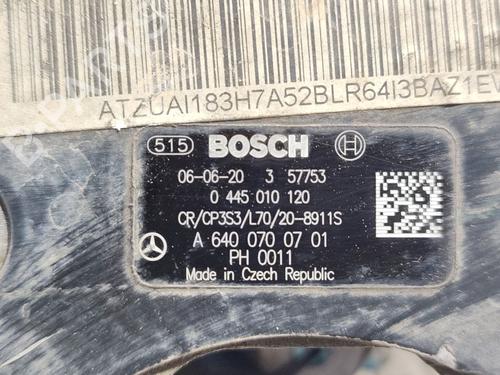 ATZUAI183H7A52BLR64I3BAZ1E
515 BOSCH
06-06-20 3 57753
0 445 010 120
CR/CP3S3/L70/20-8911S
A 640 070 07 01
PH 0011
Made in Czech Republic